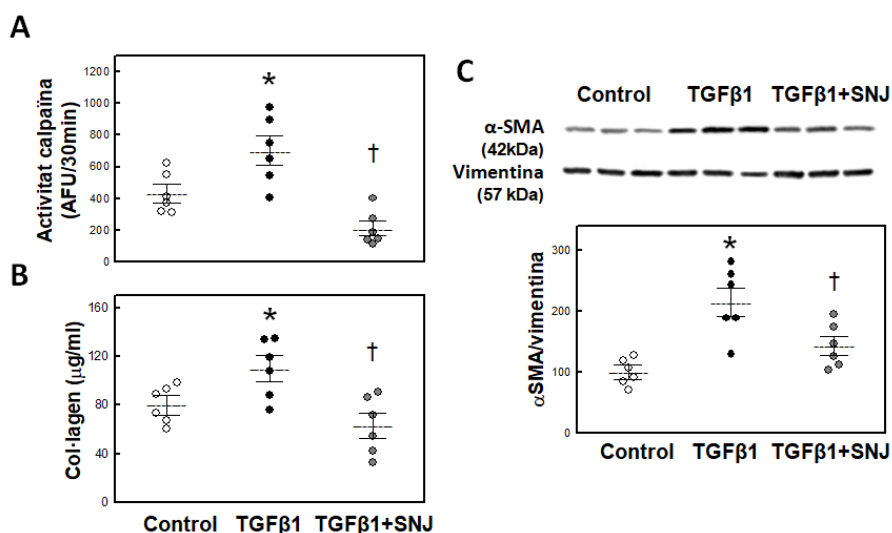 A
Activitat calpaïna
(AFU/30min)
1200
1000
800
600
400
200
0
*
†
B
Col·lagen (µg/ml)
160
120
80
40
0
*
†
Control TGFβ1 TGFβ1+SNJ
C
Control TGFβ1 TGFβ1+SNJ
α-SMA
(42kDa)
Vimentina
(57 kDa)
αSMA/vimentina
300
200
100
0
*
†
Control TGFβ1 TGFβ1+SNJ